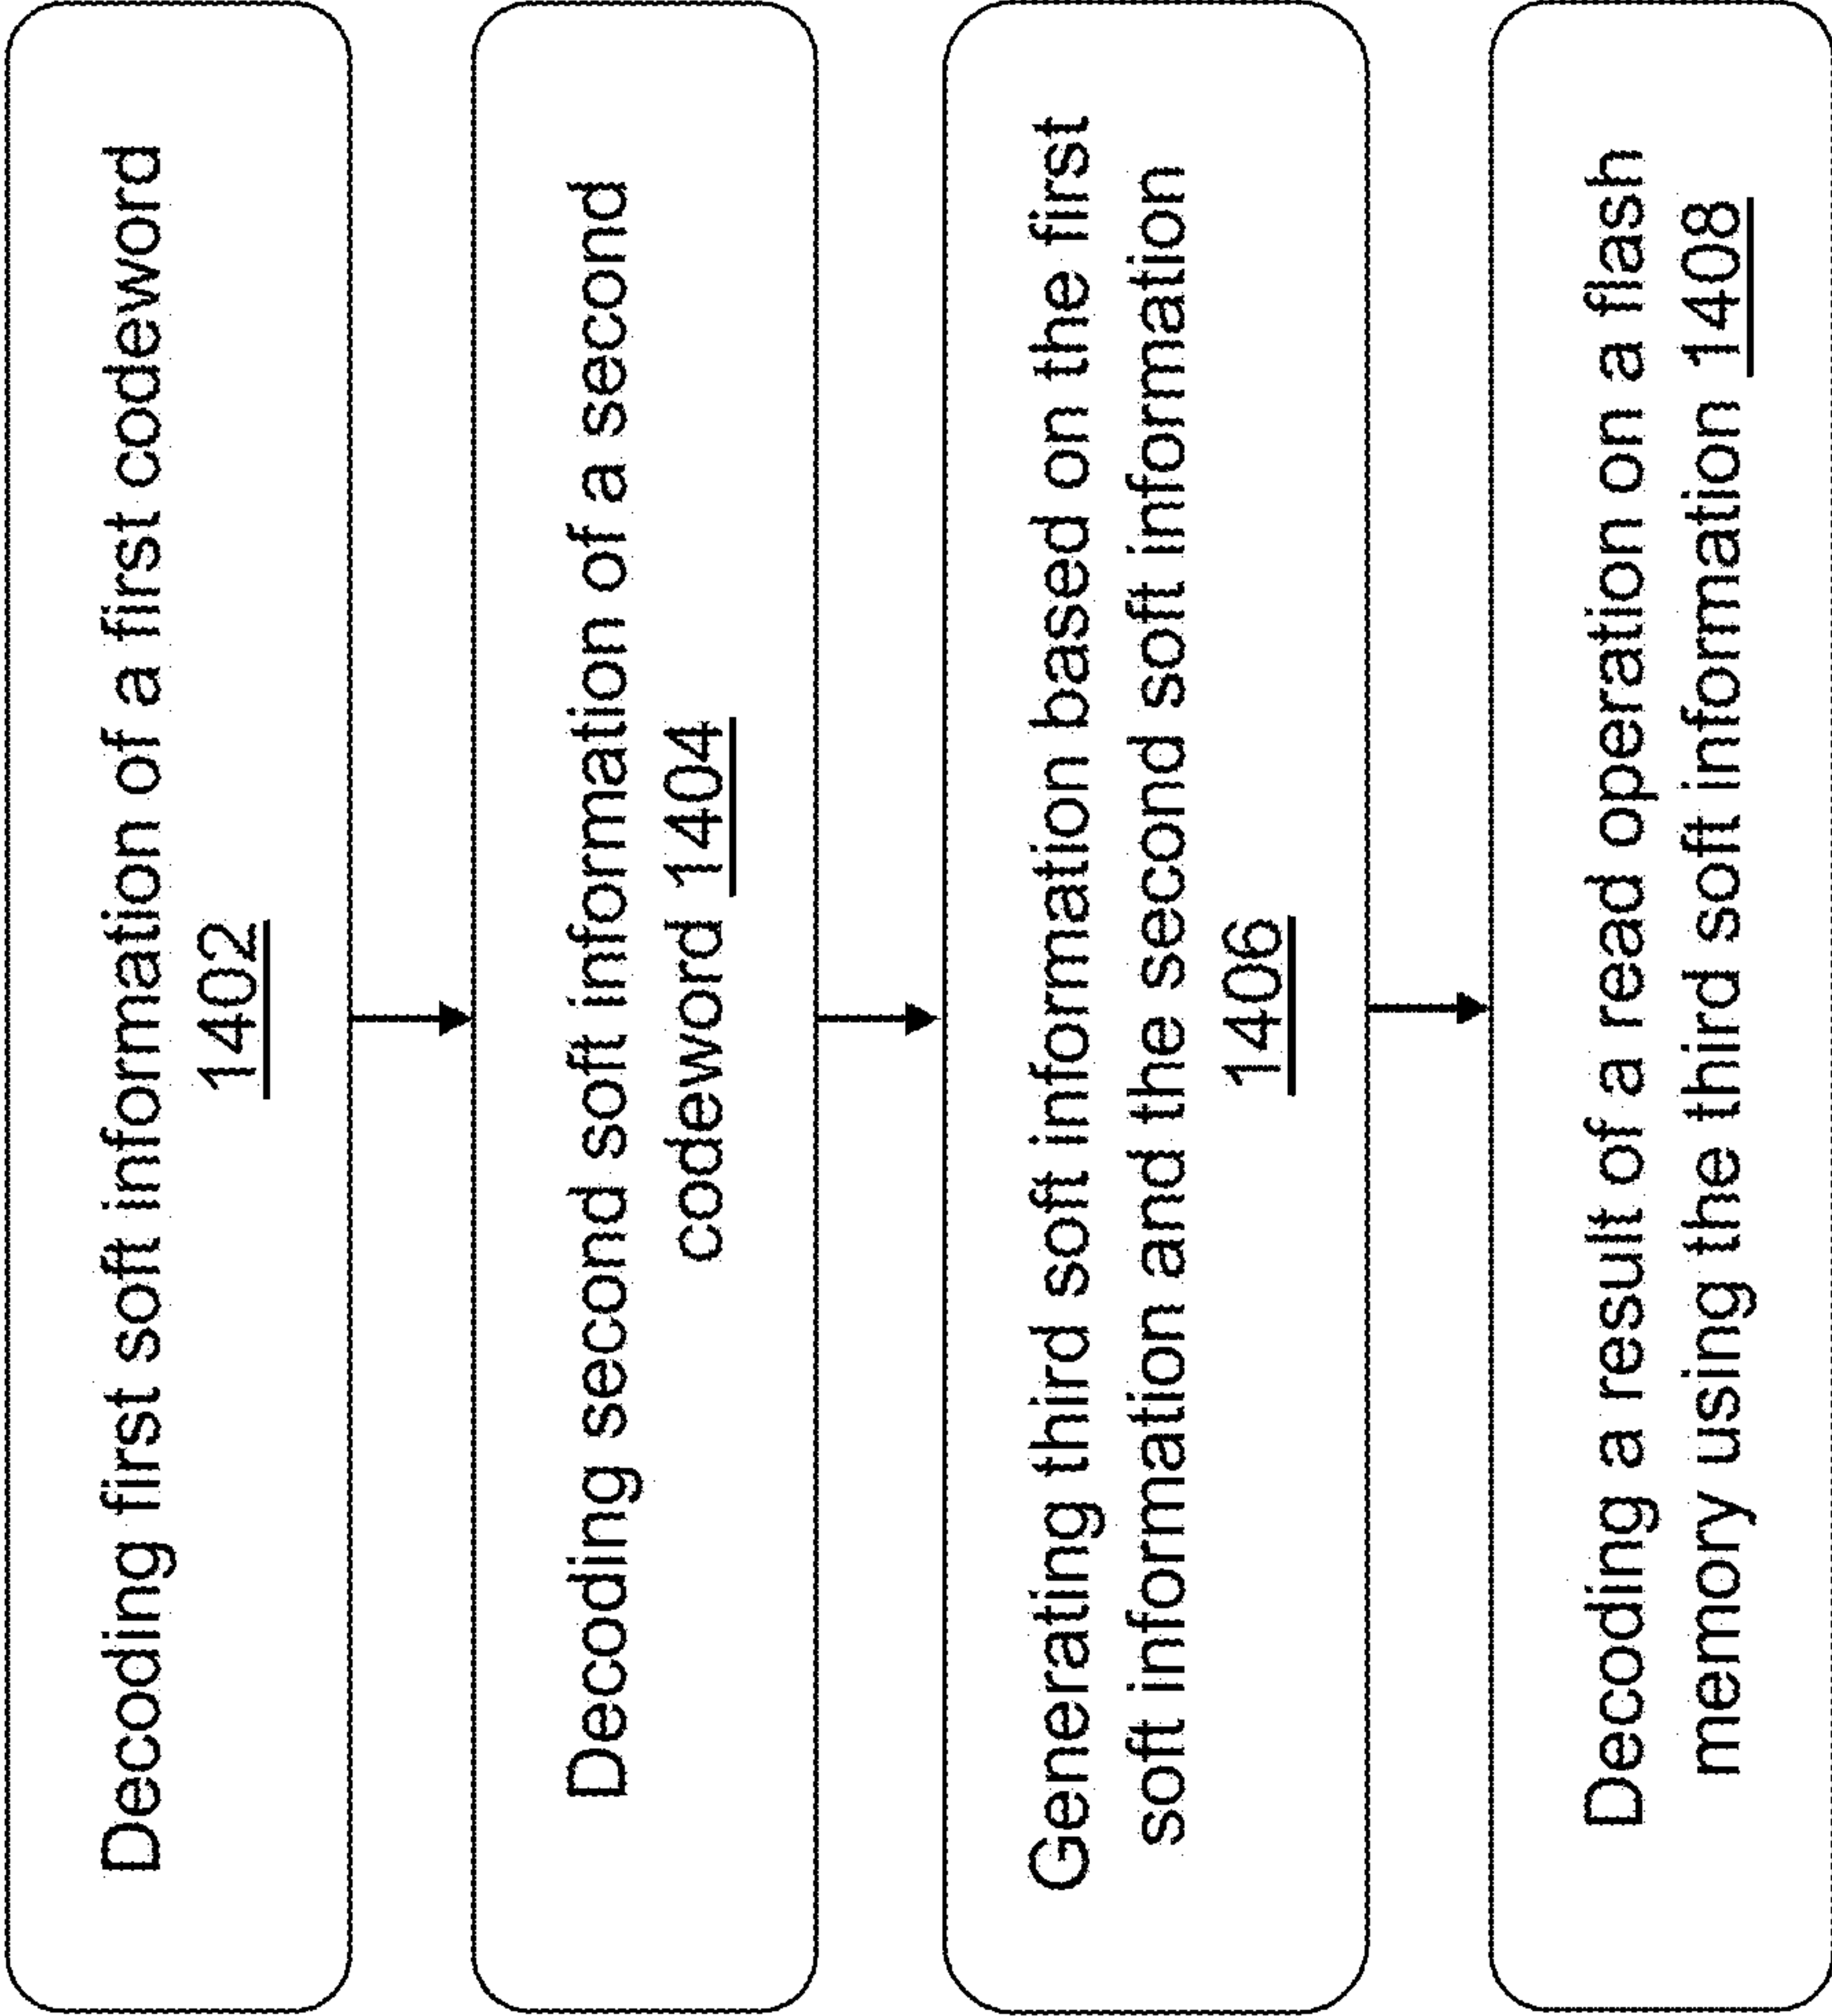 Decoding first soft information of a first codeword
1402
Decoding second soft information of a second
codeword 1404
Generating third soft information based on the first
soft information and the second soft information
1406
Decoding a result of a read operation on a flash
memory using the third soft information 1408